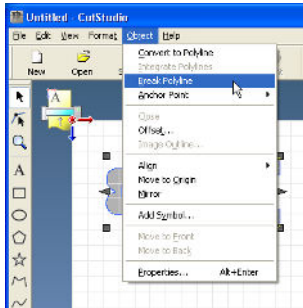 Untitled - CutStudio
File Edit View Format Object Help
New Open
Convert to Polyline
Integrate Polylines
Break Polyline
Anchor Point
Close
Offset...
Image Outline...
Align
Move to Origin
Mirror
Add Symbol...
Move to Front
Move to Back
Properties... Alt+Enter
A
A